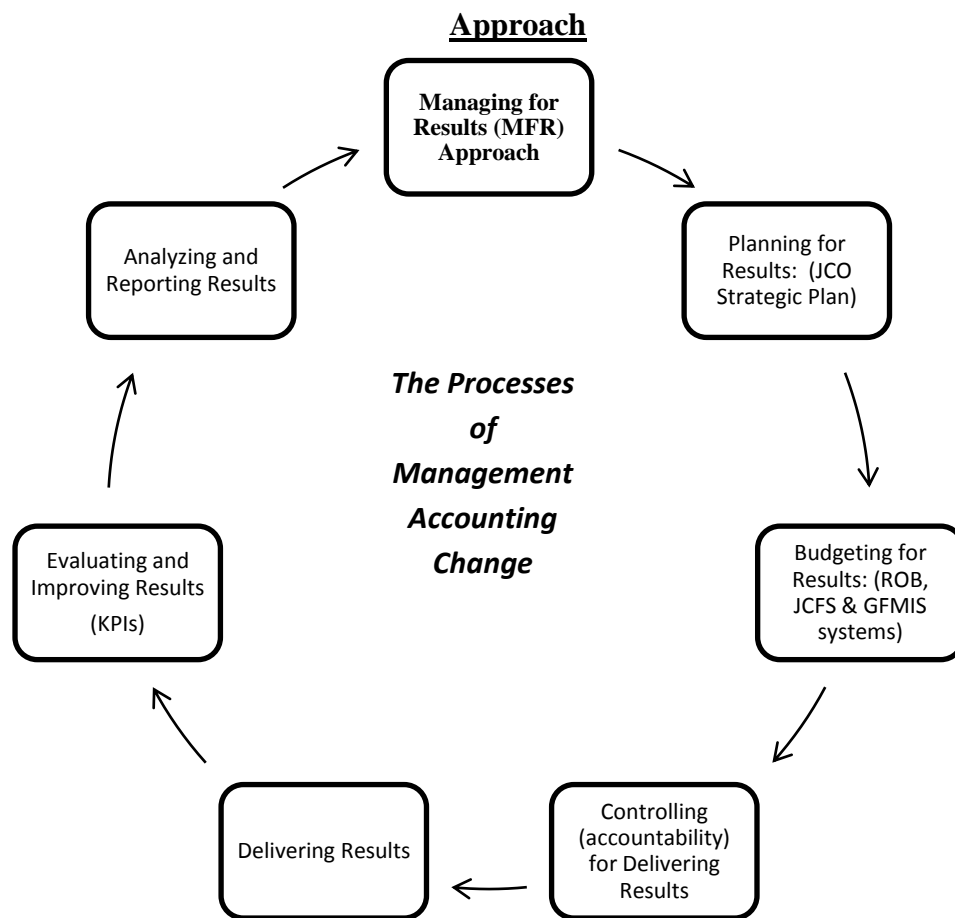 Approach
Managing for
Results (MFR)
Approach
Planning for
Results:  (JCO
Strategic Plan)
Budgeting for
Results: (ROB,
JCFS & GFMIS
systems)
Controlling
(accountability)
for Delivering
Results
Delivering Results
Evaluating and
Improving Results
(KPIs)
Analyzing and
Reporting Results
The Processes
of
Management
Accounting
Change